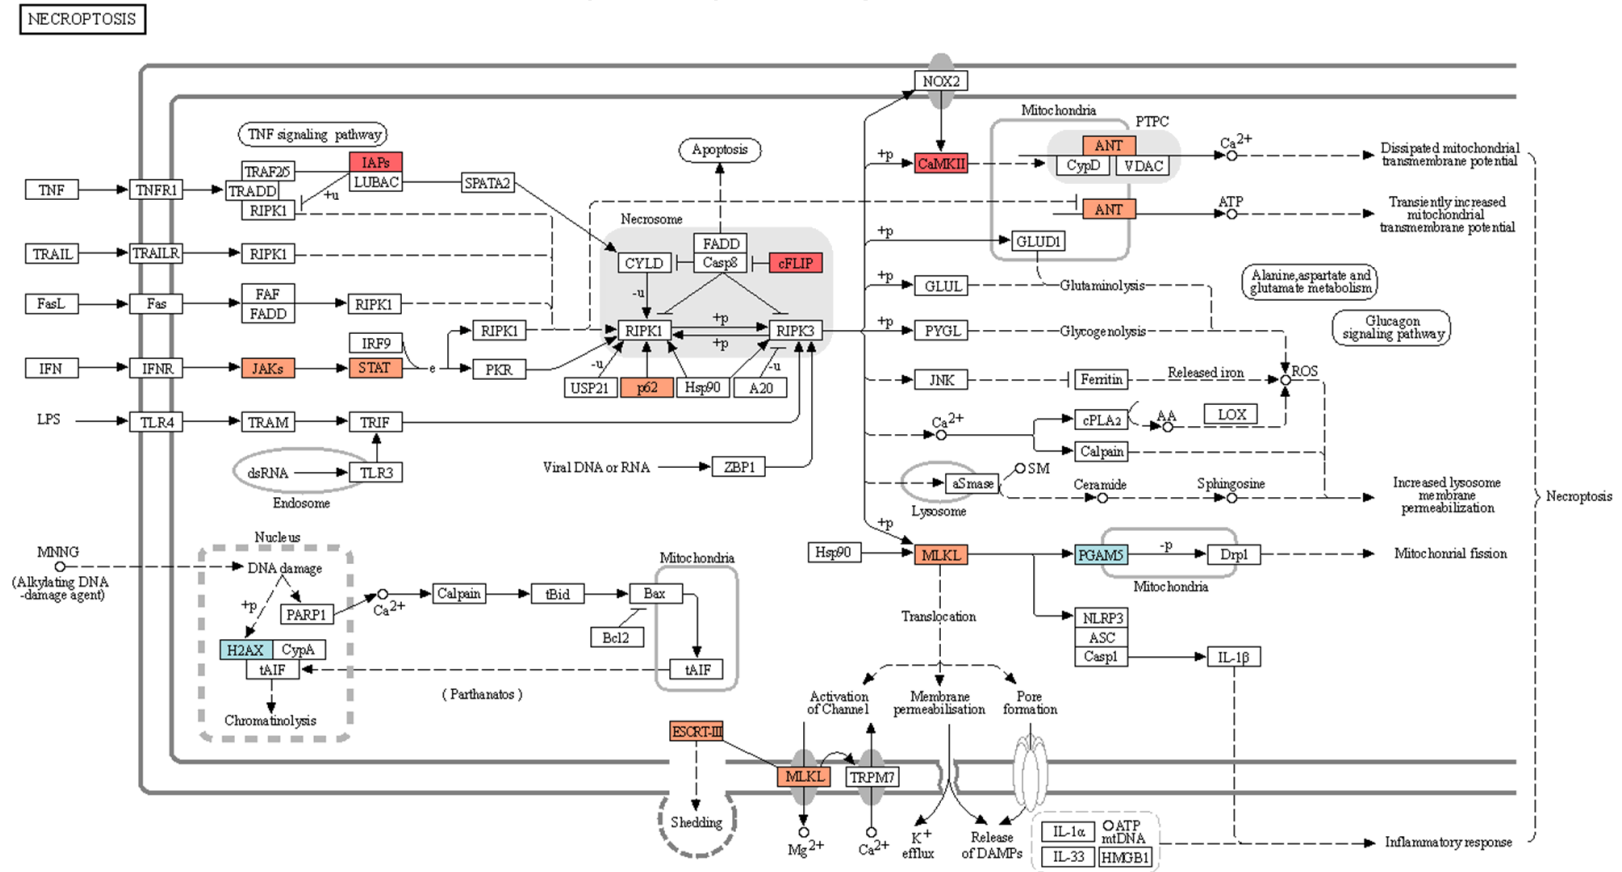 NECROPTOSIS
NOX2
Mitochondria
PTPC
TNF signaling pathway
Apoptosis
ANT
Ca2+
Dissipated mitochondrial
transmembrane potential
IAPs
+p
CaMKII
CypD
VDAC
TRAF2/5
LUBAC
SPATA2
TNF
TNFR1
TRADD
+u
RIPK1
ANT
ATP
Transiently increased
mitochondrial
transmembrane potential
Necrosome
FADD
+p
GLUD1
TRAIL
TRAILR
RIPK1
CYLD
Casp8
cFLIP
+p
GLUL
Glutaminolysis
Alanine,aspartate and
glutamate metabolism
FasL
Fas
FAF
FADD
RIPK1
-u
RIPK1
RIPK1
+p
+p
RIPK3
+p
PYGL
Glycogenolysis
Glucagon
signaling pathway
IRF9
IFN
IFNR
JAKs
STAT
e
PKR
-u
-u
USP21
p62
Hsp90
A20
JNK
Ferritin
Released iron
ROS
LPS
TLR4
TRAM
TRIF
Ca2+
cPLA2
AA
LOX
Calpain
dsRNA
TLR3
Endosome
Viral DNA or RNA
ZBP1
SM
aSmase
Lysosome
Ceramide
Sphingosine
Increased lysosome
membrane
permeabilization
Necroptosis
+p
Hsp90
MLKL
PGAM5
-p
Drp1
Mitochonrial fission
Mitochondria
Nucleus
MNNG
(Alkylating DNA
-damage agent)
DNA damage
+p
PARP1
Ca2+
Calpain
tBid
Mitochondria
Bax
Bcl2
H2AX
CypA
tAIF
tAIF
( Parthanatos )
Chromatinolysis
Translocation
NLRP3
ASC
Casp1
IL-1β
Activation
of Channel
Membrane
permeabilisation
Pore
formation
ESCRT-III
MLKL
TRPM7
Shedding
Mg2+
Ca2+
K+
efflux
Release
of DAMPs
IL-1α
ATP
mtDNA
IL-33
HMGB1
Inflammatory response